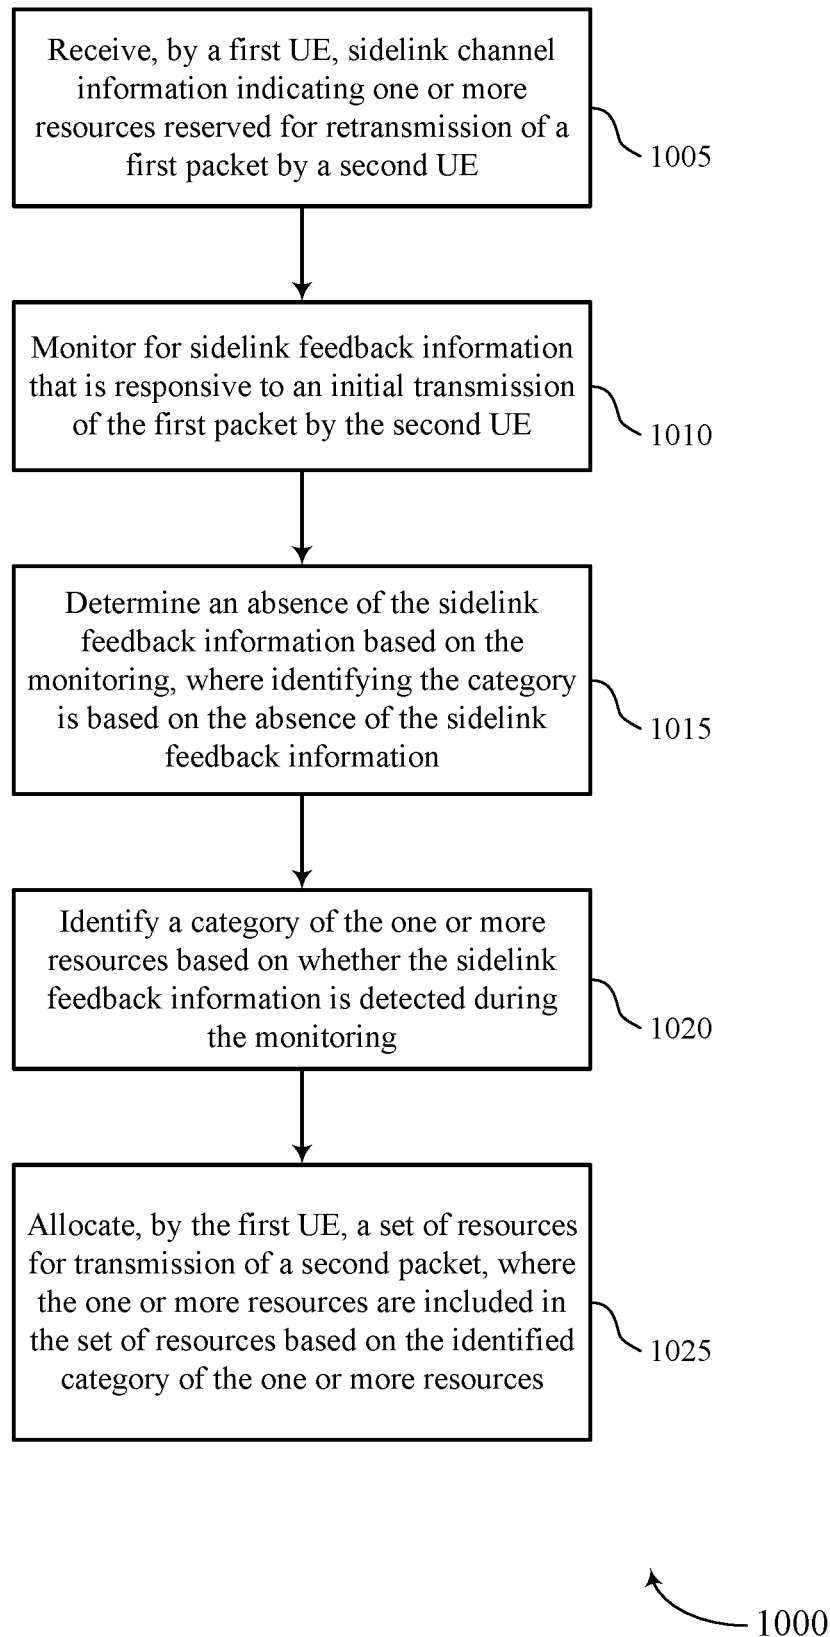 Receive, by a first UE, sidelink channel
information indicating one or more
resources reserved for retransmission of a
first packet by a second UE
1005
Monitor for sidelink feedback information
that is responsive to an initial transmission
of the first packet by the second UE
1010
Determine an absence of the sidelink
feedback information based on the
monitoring, where identifying the category
is based on the absence of the sidelink
feedback information
1015
Identify a category of the one or more
resources based on whether the sidelink
feedback information is detected during
the monitoring
1020
Allocate, by the first UE, a set of resources
for transmission of a second packet, where
the one or more resources are included in
the set of resources based on the identified
category of the one or more resources
1025
1000